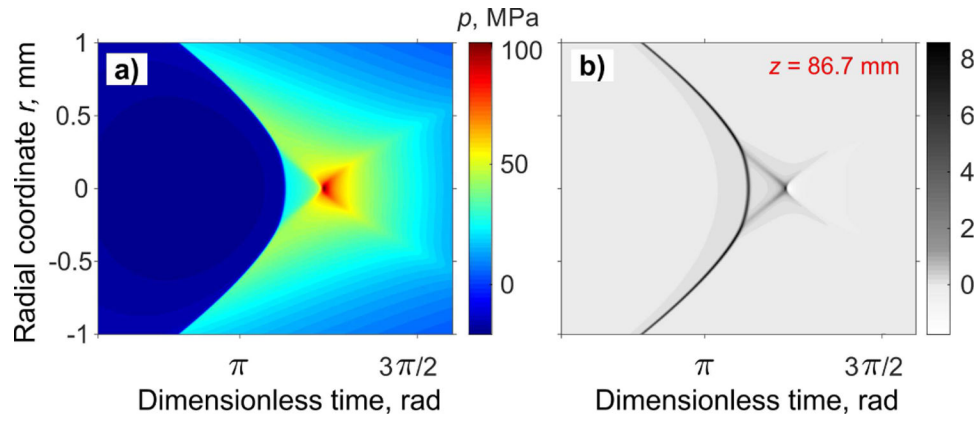 p, MPa
Radial coordinate r, mm
1
0.5
0
-0.5
-1
a)
100
50
0
π
3π/2
Dimensionless time, rad
b)
z = 86.7 mm
8
6
4
2
0
π
3π/2
Dimensionless time, rad